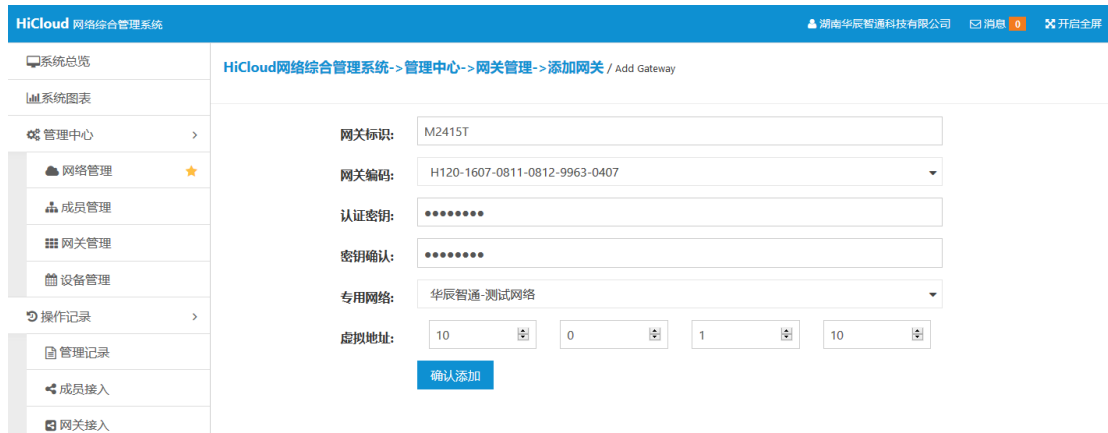 HiCloud 网络综合管理系统 湖南华辰智通科技有限公司 消息 0 开启全屏
系统总览
系统图表
管理中心
网络管理
成员管理
网关管理
设备管理
操作记录
管理记录
成员接入
网关接入
HiCloud网络综合管理系统->管理中心->网关管理->添加网关 / Add Gateway
网关标识: M2415T
网关编码: H120-1607-0811-0812-9963-0407
认证密钥: ••••••••
密钥确认: ••••••••
专用网络: 华辰智通-测试网络
虚拟地址: 10 0 1 10
确认添加